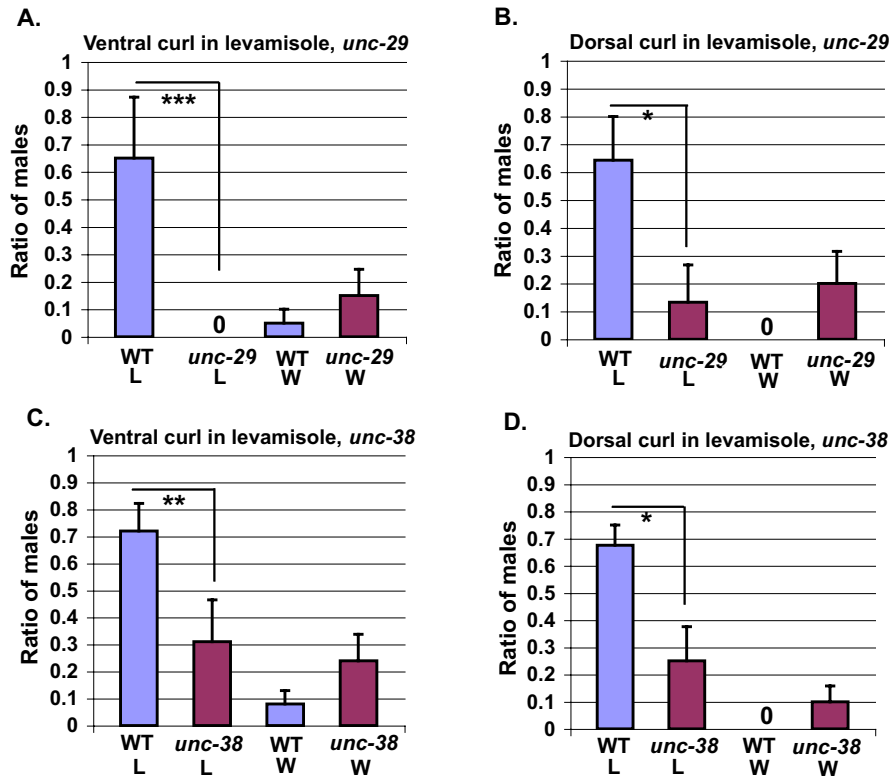 A.
Ventral curl in levamisole, unc-29
Ratio of males
1
0.9
0.8
0.7
0.6
0.5
0.4
0.3
0.2
0.1
0
***
0
WT unc-29 WT unc-29
L L W W
B.
Dorsal curl in levamisole, unc-29
Ratio of males
1
0.9
0.8
0.7
0.6
0.5
0.4
0.3
0.2
0.1
0
*
0
WT unc-29 WT unc-29
L L W W
C.
Ventral curl in levamisole, unc-38
Ratio of males
1
0.9
0.8
0.7
0.6
0.5
0.4
0.3
0.2
0.1
0
**
WT unc-38 WT unc-38
L L W W
D.
Dorsal curl in levamisole, unc-38
Ratio of males
1
0.9
0.8
0.7
0.6
0.5
0.4
0.3
0.2
0.1
0
*
0
WT unc-38 WT unc-38
L L W W